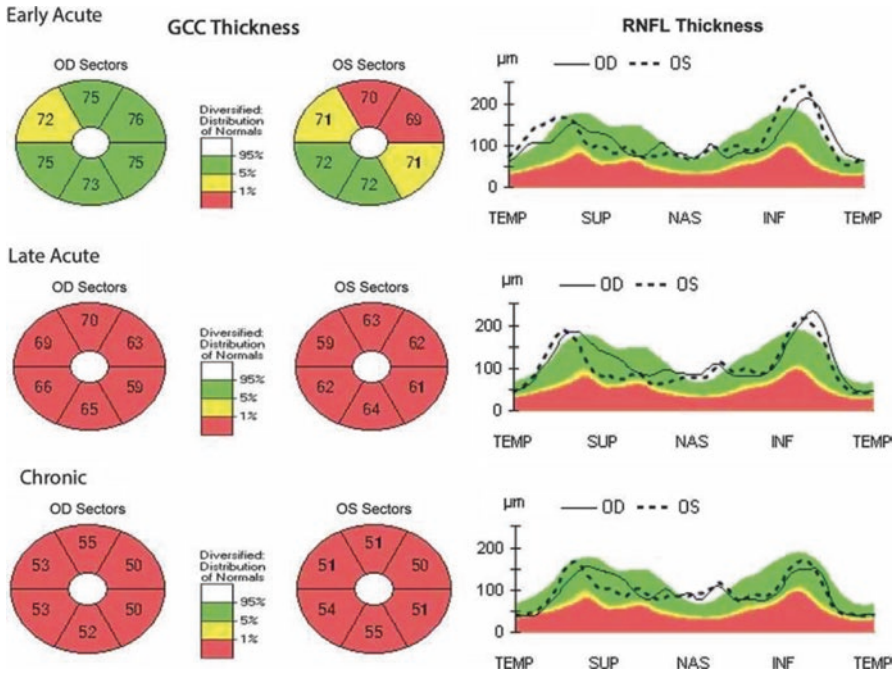 Early Acute
GCC Thickness
RNFL Thickness
OD Sectors
OS Sectors
75
72
76
75
75
73
70
71
69
72
71
72
Diversified:
Distribution
of Normals
95%
5%
1%
µm
OD
OS
200
100
0
TEMP
SUP
NAS
INF
TEMP
Late Acute
OD Sectors
OS Sectors
70
69
63
66
59
65
63
59
62
62
61
64
Diversified:
Distribution
of Normals
95%
5%
1%
µm
OD
OS
200
100
0
TEMP
SUP
NAS
INF
TEMP
Chronic
OD Sectors
OS Sectors
55
53
50
53
50
52
51
51
50
54
51
55
Diversified:
Distribution
of Normals
95%
5%
1%
µm
OD
OS
200
100
0
TEMP
SUP
NAS
INF
TEMP